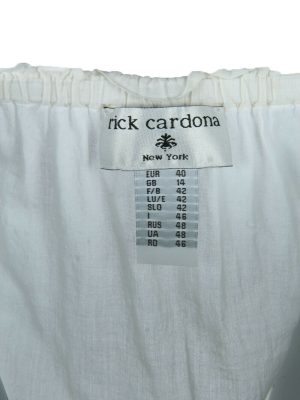 rick cardona
New York
EUR 40
GB 14
F/B 42
LU/E 42
SLO 42
I 46
RUS 48
UA 48
RO 46